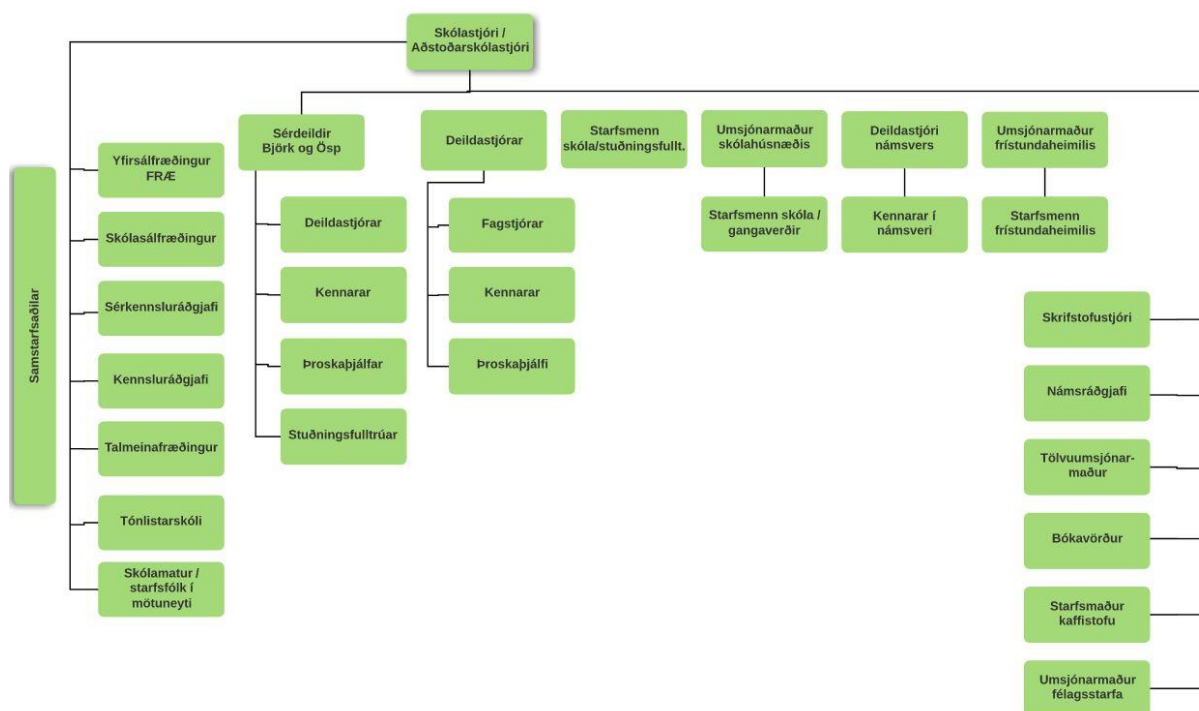 Skólastjóri /
Aðstoðarskólastjóri
Samstarfsaðilar
Yfirsálfræðingur
FRÆ
Skólasálfræðingur
Sérkennsluráðgjafi
Kennsluráðgjafi
Talmeinafræðingur
Tónlistarskóli
Skólamatur /
starfsfólk í
mötuneyti
Sérdeildir
Björk og Ösp
Deildastjórar
Kennarar
Þroskaþjálfar
Stuðningsfulltrúar
Deildastjórar
Fagstjórar
Kennarar
Þroskaþjálfi
Starfsmenn
skóla/stuðningsfullt.
Umsjónarmaður
skólahúsnæðis
Starfsmenn skóla /
gangaverðir
Deildastjóri
námsvers
Kennarar í
námsveri
Umsjónarmaður
frístundaheimilis
Starfsmenn
frístundaheimilis
Skrifstofustjóri
Námsráðgjafi
Tölvuumsjónar-
maður
Bókavörður
Starfsmaður
kaffistofu
Umsjónarmaður
félagsstarfa